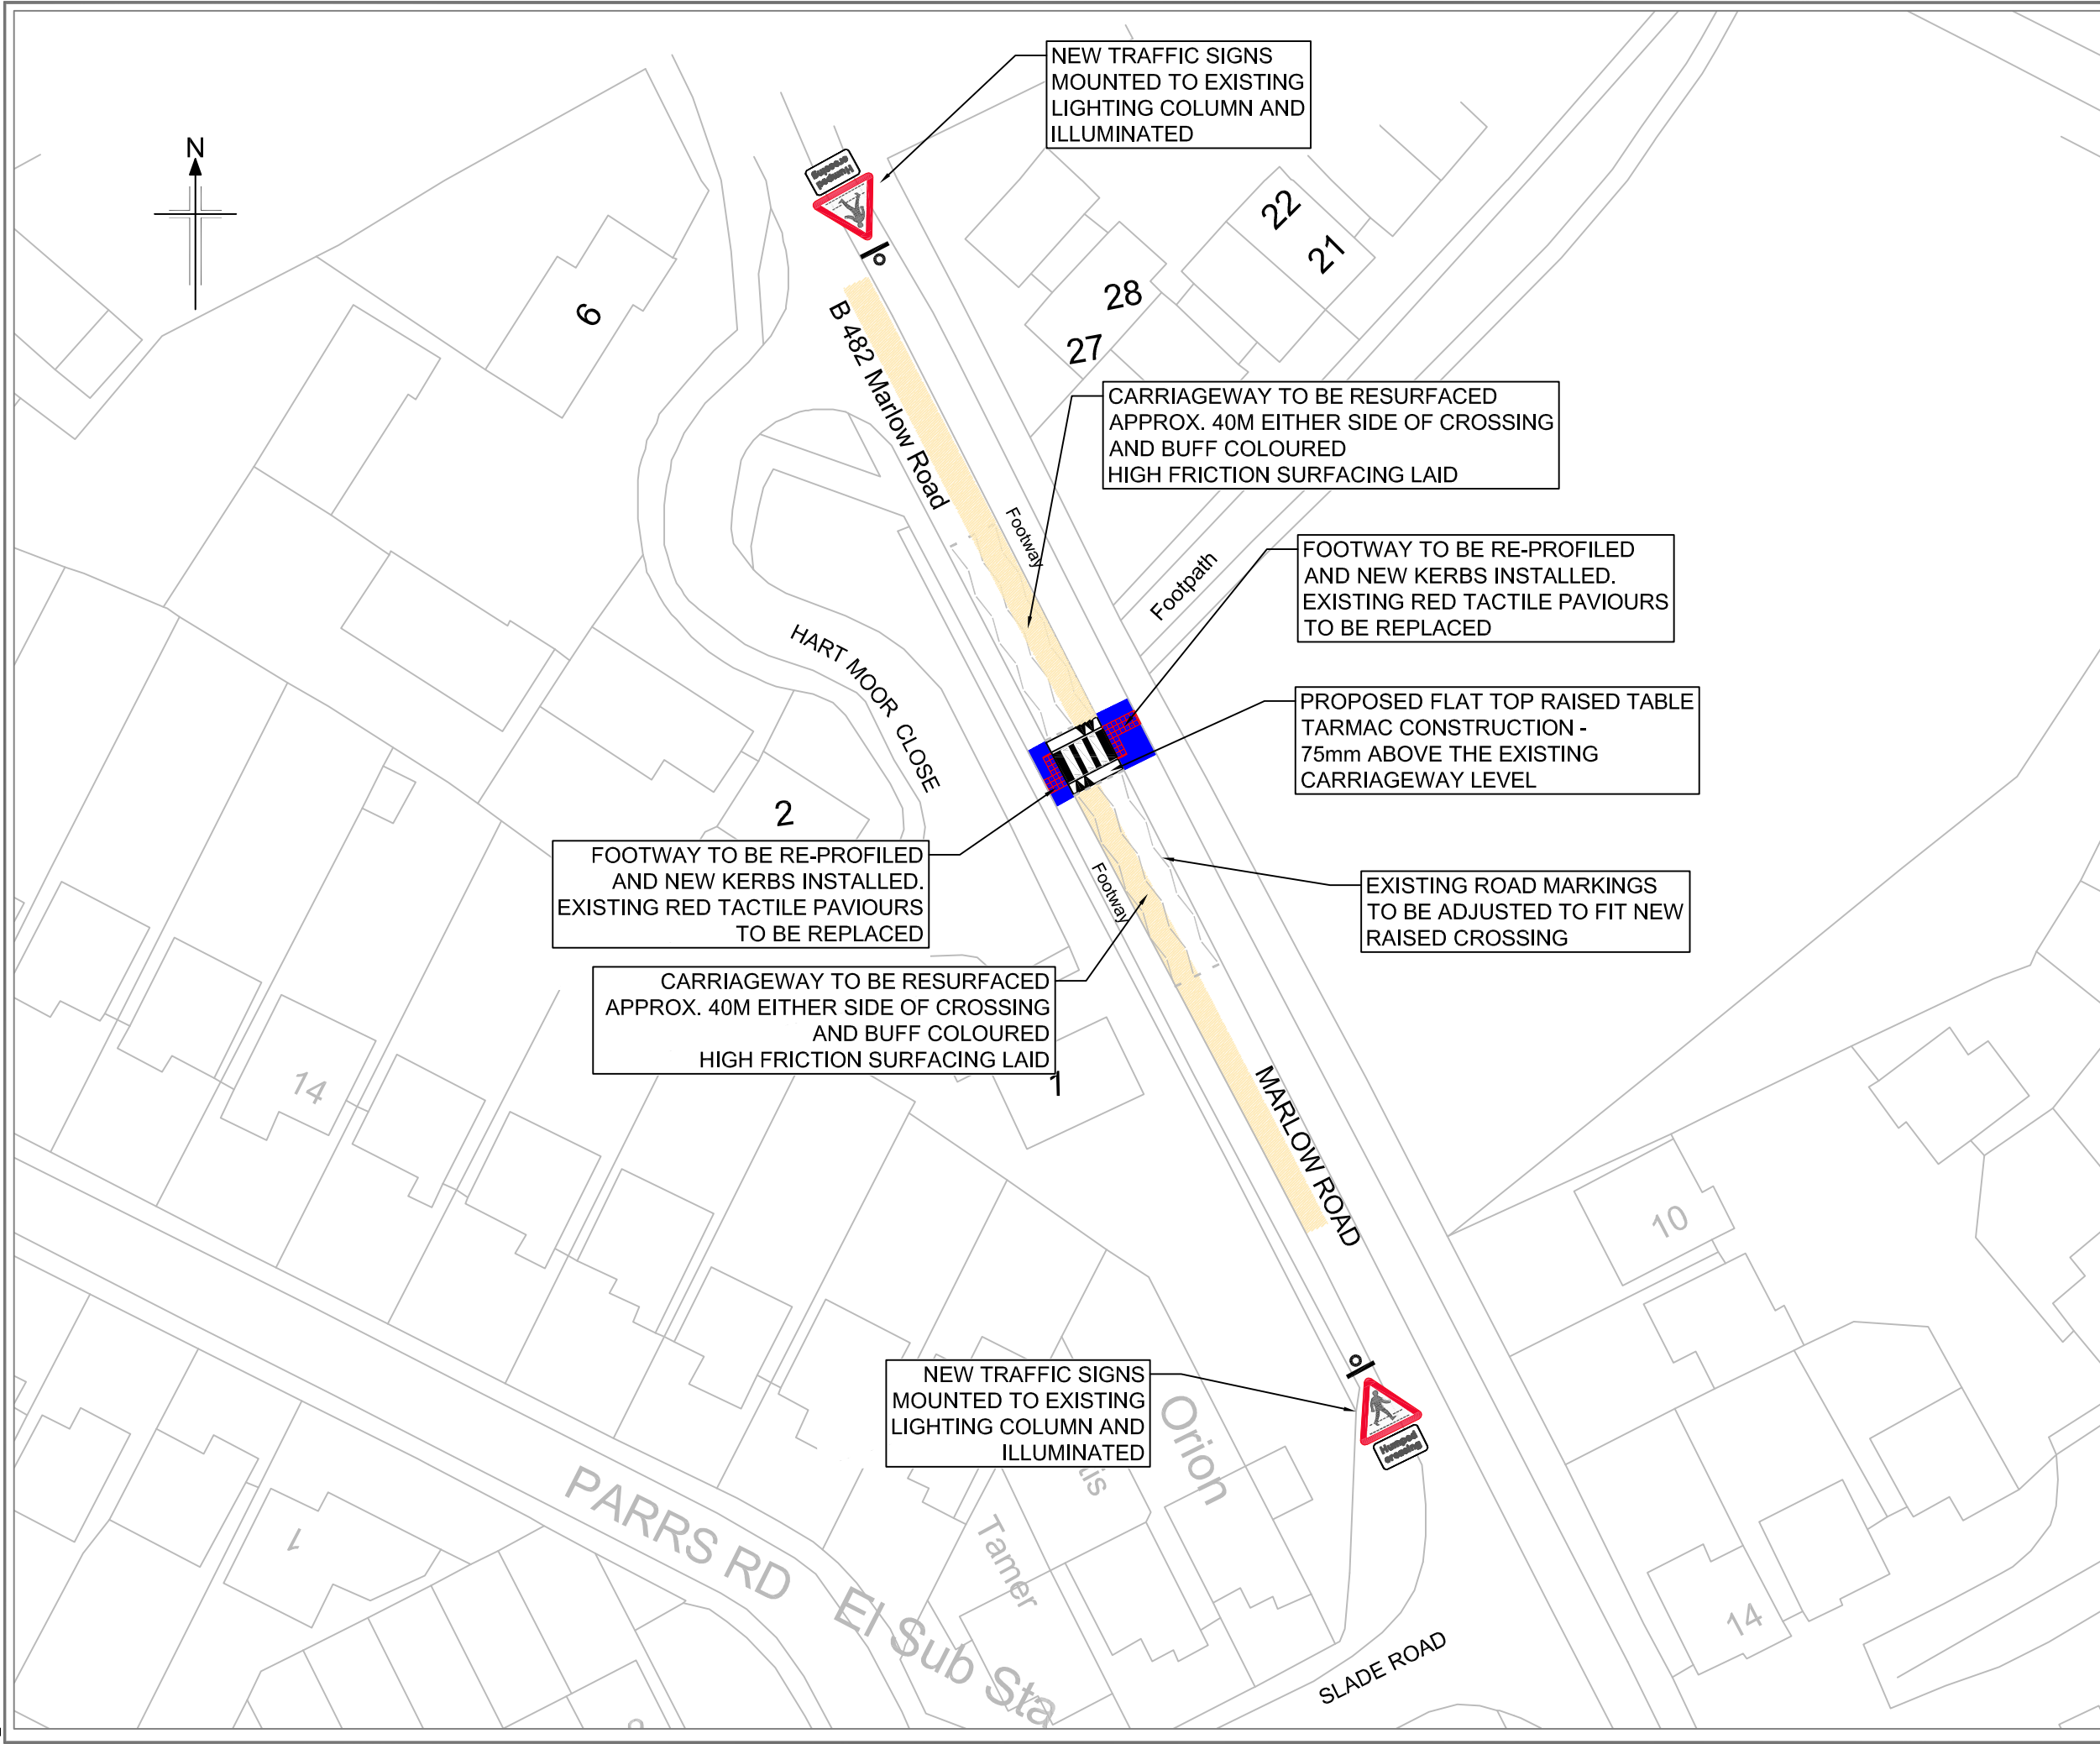 NEW TRAFFIC SIGNS
MOUNTED TO EXISTING
LIGHTING COLUMN AND
ILLUMINATED
N
Humped
crossing
22
21
6
28
27
B 482 Marlow Road
CARRIAGEWAY TO BE RESURFACED
APPROX. 40M EITHER SIDE OF CROSSING
AND BUFF COLOURED
HIGH FRICTION SURFACING LAID
Footway
Footpath
FOOTWAY TO BE RE-PROFILED
AND NEW KERBS INSTALLED.
EXISTING RED TACTILE PAVIOURS
TO BE REPLACED
HART MOOR CLOSE
PROPOSED FLAT TOP RAISED TABLE
TARMAC CONSTRUCTION -
75mm ABOVE THE EXISTING
CARRIAGEWAY LEVEL
2
FOOTWAY TO BE RE-PROFILED
AND NEW KERBS INSTALLED.
EXISTING RED TACTILE PAVIOURS
TO BE REPLACED
Footway
EXISTING ROAD MARKINGS
TO BE ADJUSTED TO FIT NEW
RAISED CROSSING
CARRIAGEWAY TO BE RESURFACED
APPROX. 40M EITHER SIDE OF CROSSING
AND BUFF COLOURED
HIGH FRICTION SURFACING LAID
14
1
MARLOW ROAD
10
NEW TRAFFIC SIGNS
MOUNTED TO EXISTING
LIGHTING COLUMN AND
ILLUMINATED
Humped
crossing
Orion
PARRS RD
1
Tamer
El Sub Sta
14
SLADE ROAD